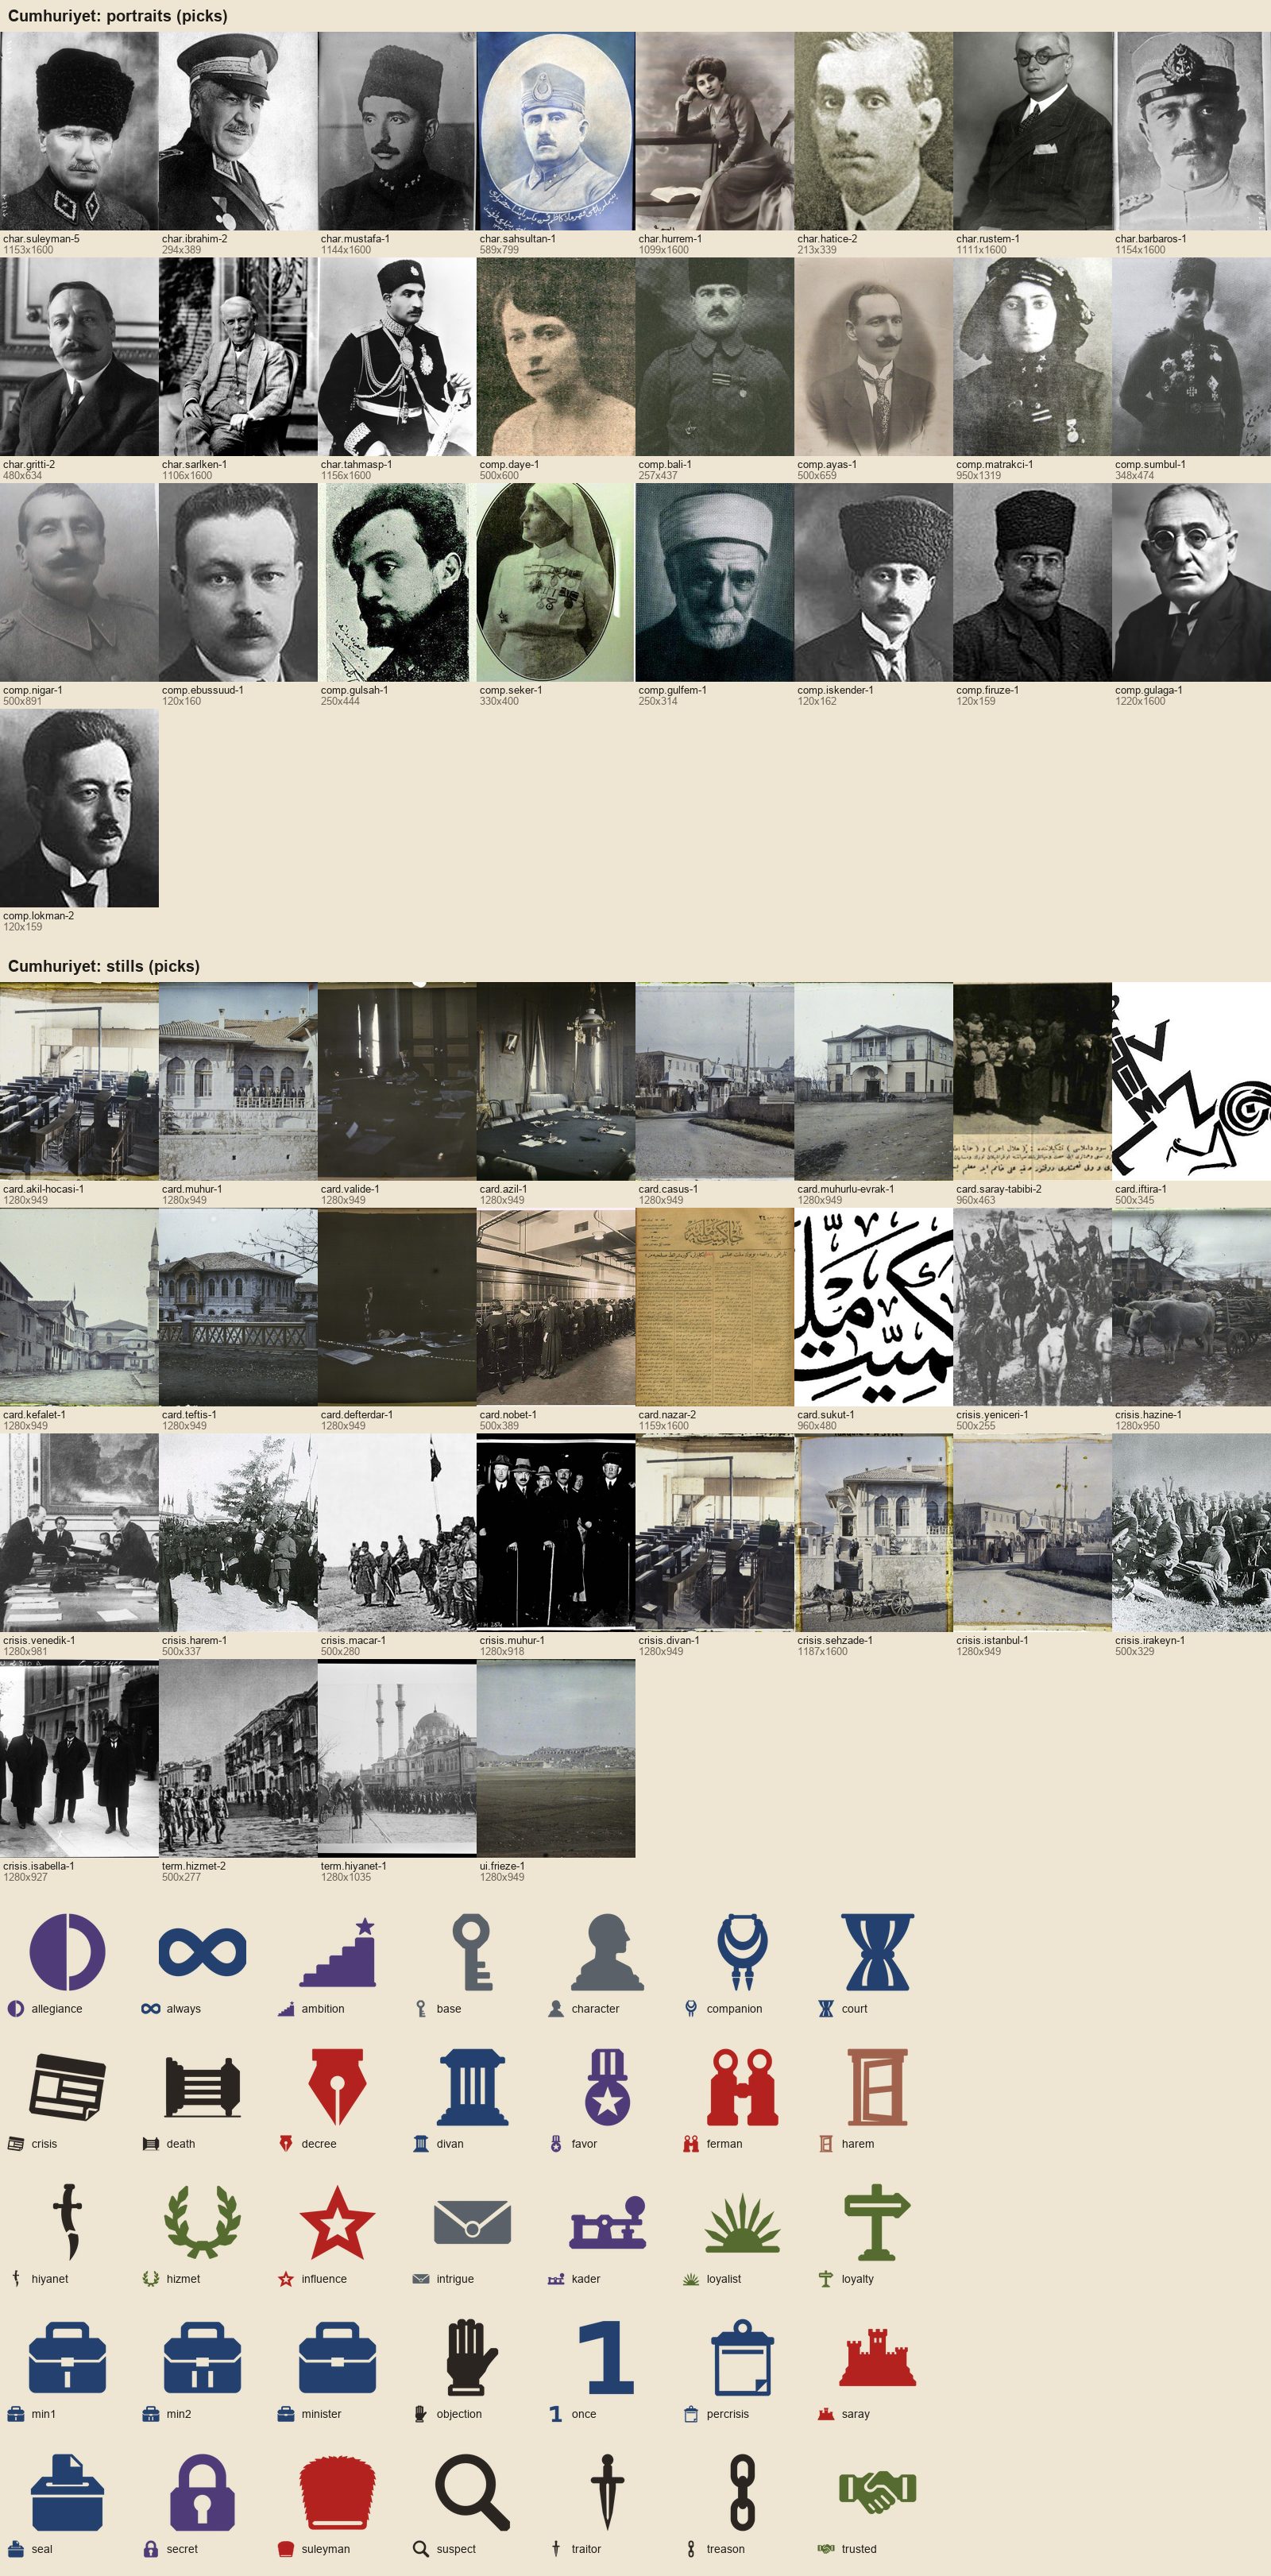 Cumhuriyet: portraits (picks)
char.suleyman-5
1153x1600
char.ibrahim-2
294x389
char.mustafa-1
1144x1600
char.sahsultan-1
589x799
char.hurrem-1
1099x1600
char.hatice-2
213x339
char.rustem-1
1111x1600
char.barbaros-1
1154x1600
char.gritti-2
480x634
char.sarlken-1
1106x1600
char.tahmasp-1
1156x1600
comp.daye-1
500x600
comp.bali-1
257x437
comp.ayas-1
500x659
comp.matrakci-1
950x1319
comp.sumbul-1
348x474
comp.nigar-1
500x891
comp.ebussuud-1
120x160
comp.gulsah-1
250x444
comp.seker-1
330x400
comp.gulfem-1
250x314
comp.iskender-1
120x162
comp.firuze-1
120x159
comp.gulaga-1
1220x1600
comp.lokman-2
120x159
Cumhuriyet: stills (picks)
card.akil-hocasi-1
1280x949
card.muhur-1
1280x949
card.valide-1
1280x949
card.azil-1
1280x949
card.casus-1
1280x949
card.muhurlu-evrak-1
1280x949
card.saray-tabibi-2
960x463
card.iftira-1
500x345
card.kefalet-1
1280x949
card.teftis-1
1280x949
card.defterdar-1
1280x949
card.nobet-1
500x389
card.nazar-2
1159x1600
card.sukut-1
960x480
crisis.yeniceri-1
500x255
crisis.hazine-1
1280x950
crisis.venedik-1
1280x981
crisis.harem-1
500x337
crisis.macar-1
500x280
crisis.muhur-1
1280x918
crisis.divan-1
1280x949
crisis.sehzade-1
1187x1600
crisis.istanbul-1
1280x949
crisis.irakeyn-1
500x329
crisis.isabella-1
1280x927
term.hizmet-2
500x277
term.hiyanet-1
1280x1035
ui.frieze-1
1280x949
allegiance
always
ambition
base
character
companion
court
crisis
death
decree
divan
favor
ferman
harem
hiyanet
hizmet
influence
intrigue
kader
loyalist
loyalty
min1
min2
minister
objection
1
once
percrisis
saray
seal
secret
suleyman
suspect
traitor
treason
trusted